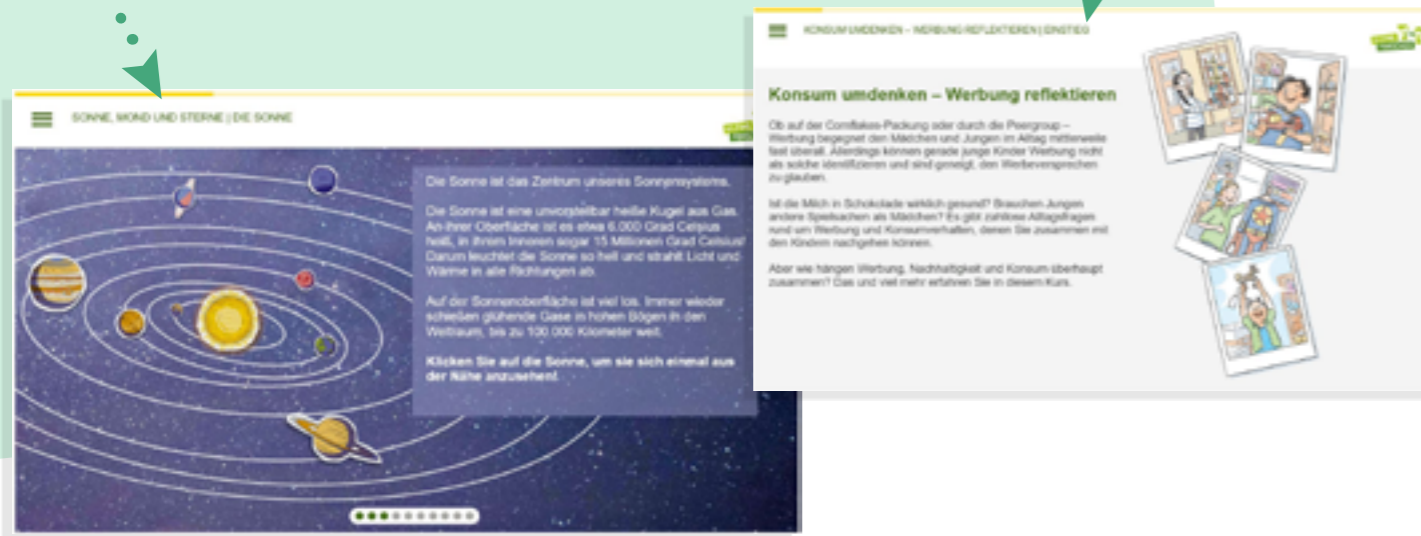 SONNE, MOND UND STERNE | DIE SONNE
Die Sonne ist das Zentrum unseres Sonnensystems.
Die Sonne ist eine unvorstellbar heiße Kugel aus Gas.
An ihrer Oberfläche ist es etwa 6.000 Grad Celsius
heiß, in ihrem Inneren sogar 15 Millionen Grad Celsius!
Darum leuchtet die Sonne so hell und strahlt Licht und
Wärme in alle Richtungen ab.
Auf der Sonnenoberfläche ist viel los. Immer wieder
schießen glühende Gase in hohen Bögen in den
Weltraum, bis zu 100.000 Kilometer weit.
Klicken Sie auf die Sonne, um sie sich einmal aus
der Nähe anzusehen!
KONSUM UMDENKEN – WERBUNG REFLEKTIEREN | EINSTIEG
Konsum umdenken – Werbung reflektieren
Ob auf der Cornflakes-Packung oder durch die Peergroup –
Werbung begegnet den Mädchen und Jungen im Alltag mittlerweile
fast überall. Allerdings können gerade junge Kinder Werbung nicht
als solche identifizieren und sind geneigt, den Werbeversprechen
zu glauben.
Ist die Milch in Schokolade wirklich gesund? Brauchen Jungen
andere Spielsachen als Mädchen? Es gibt zahllose Alltagsfragen
rund um Werbung und Konsumverhalten, denen Sie zusammen mit
den Kindern nachgehen können.
Aber wie hängen Werbung, Nachhaltigkeit und Konsum überhaupt
zusammen? Das und viel mehr erfahren Sie in diesem Kurs.